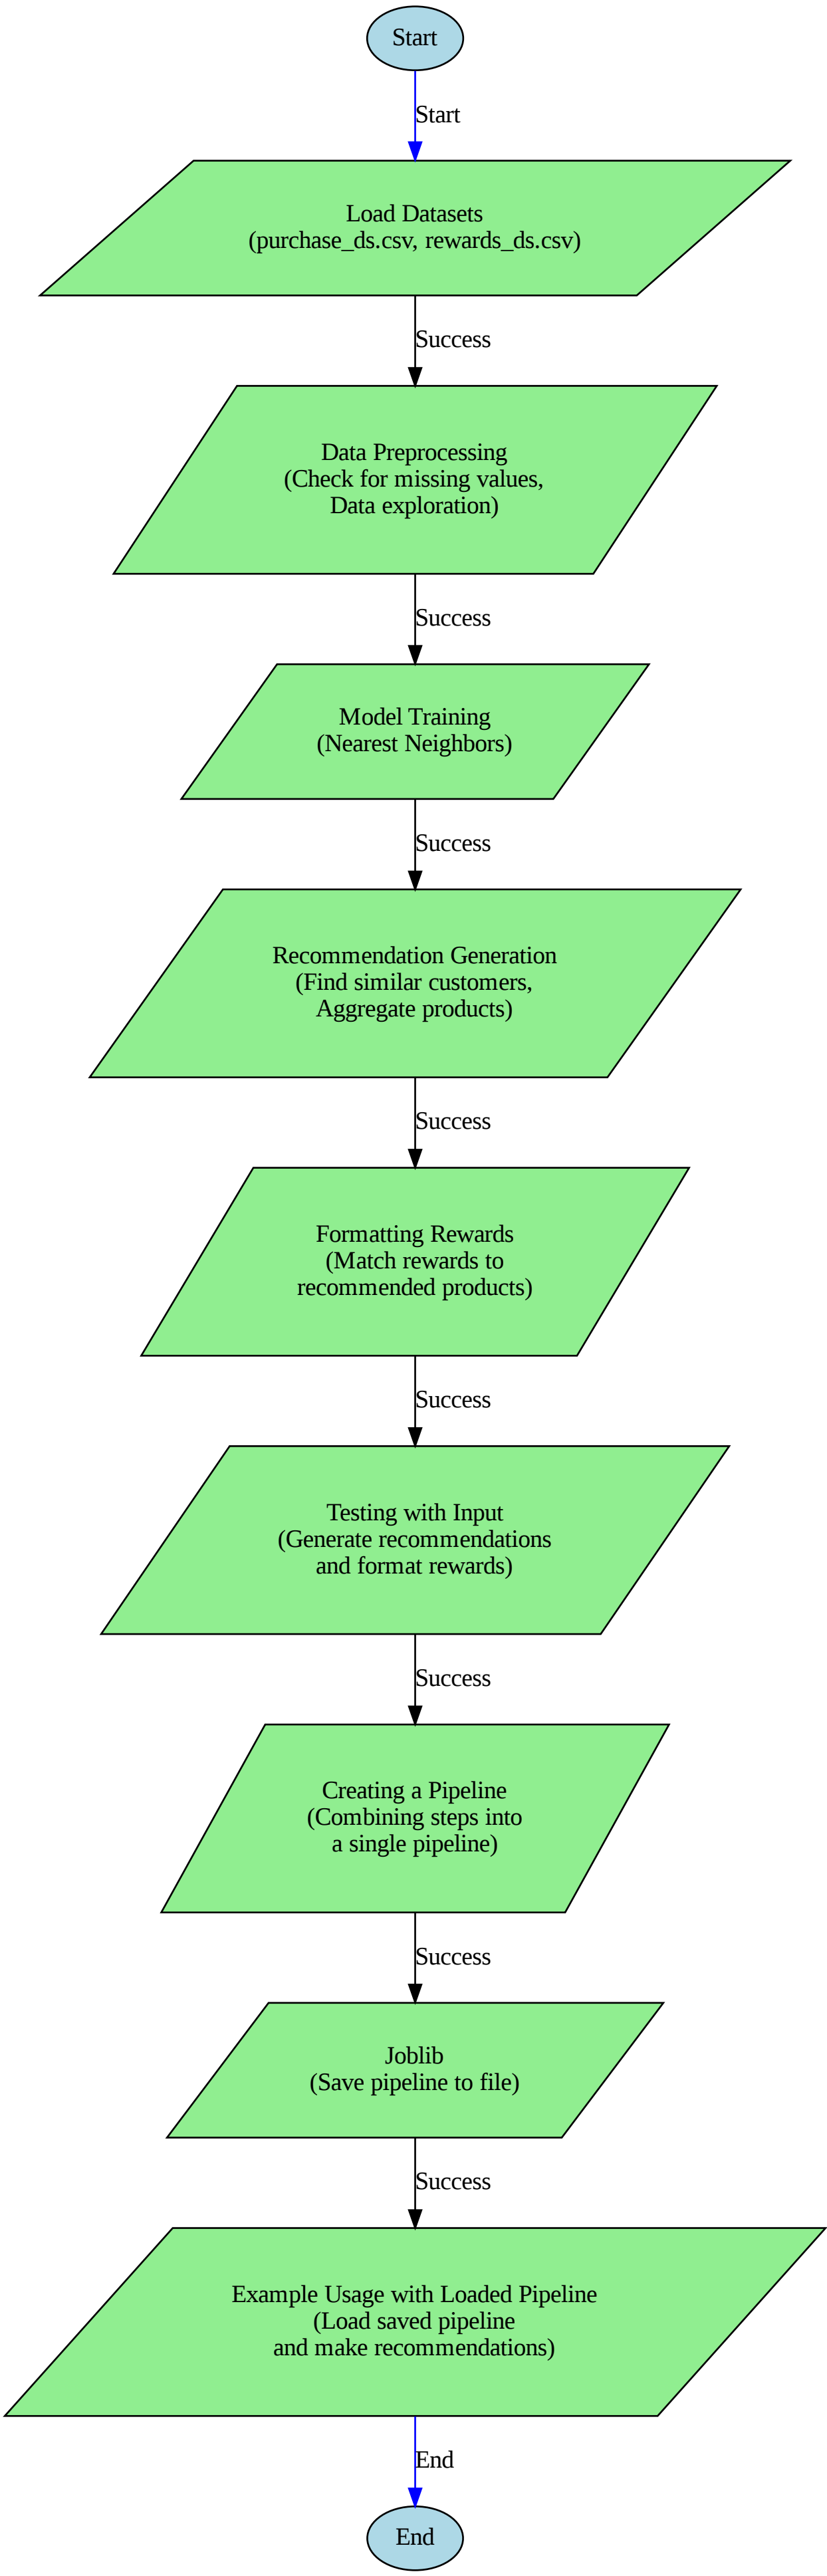 Start
Start
Load Datasets
(purchase_ds.csv, rewards_ds.csv)
Success
Data Preprocessing
(Check for missing values,
Data exploration)
Success
Model Training
(Nearest Neighbors)
Success
Recommendation Generation
(Find similar customers,
Aggregate products)
Success
Formatting Rewards
(Match rewards to
recommended products)
Success
Testing with Input
(Generate recommendations
and format rewards)
Success
Creating a Pipeline
(Combining steps into
a single pipeline)
Success
Joblib
(Save pipeline to file)
Success
Example Usage with Loaded Pipeline
(Load saved pipeline
and make recommendations)
End
End